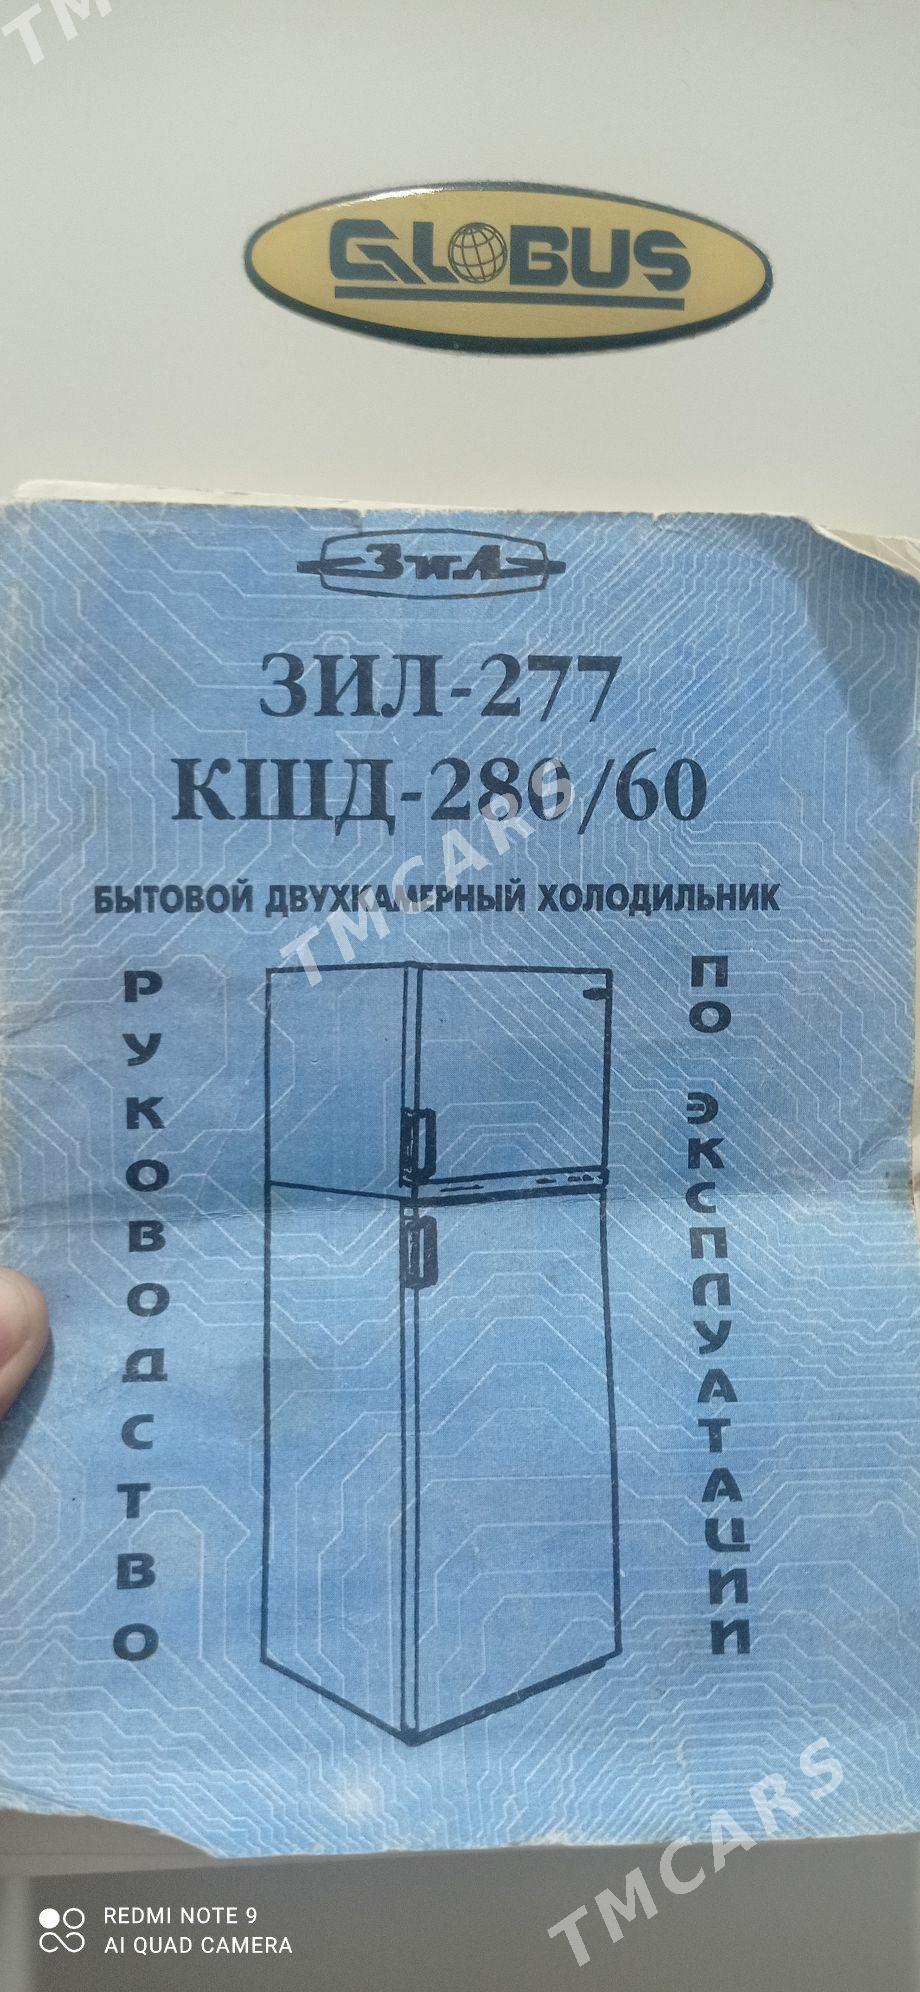 TM
GLOBUS
ЗИЛ
ЗИЛ-277
КШД-280/60
БЫТОВОЙ ДВУХКАМЕРНЫЙ ХОЛОДИЛЬНИК
РУКОВОДСТВО
ПО ЭКСПЛУАТАЦИИ
TMCARS
TMCARS
REDMI NOTE 9
AI QUAD CAMERA